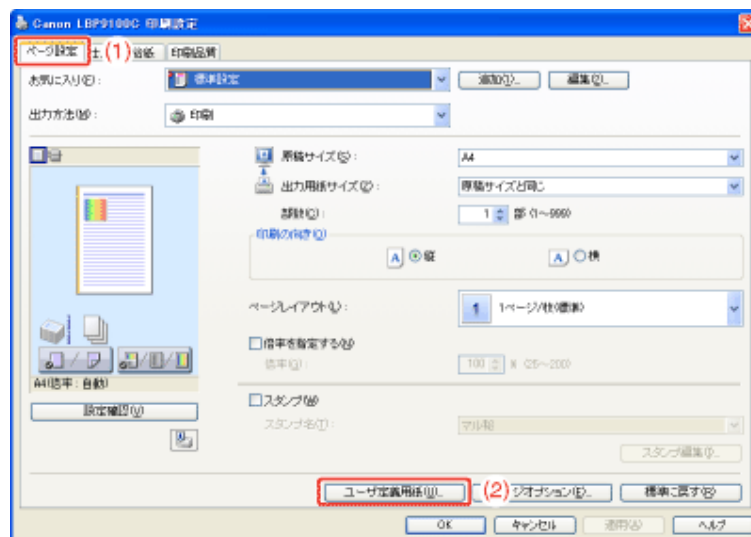 Canon LBP9100C 印刷設定
ページ設定 (1) 給紙 印刷品質
お気に入り(F): 標準設定 追加(1)... 編集(2)...
出力方法(M): 印刷
原稿サイズ(S): A4
出力用紙サイズ(Z): 原稿サイズと同じ
部数(C): 1 部 (1~999)
印刷の向き(O)
A 縦 A 横
ページレイアウト(L): 1 1ページ/枚(標準)
倍率を指定する(N)
倍率(G): 100 % (25~200)
A4(倍率: 自動)
設定確認(V)
スタンプ(W)
スタンプ名(T): マル秘
スタンプ編集(I)...
ユーザ定義用紙(U)... (2) ジオプション(E)... 標準に戻す(R)
OK キャンセル 適用(A) ヘルプ